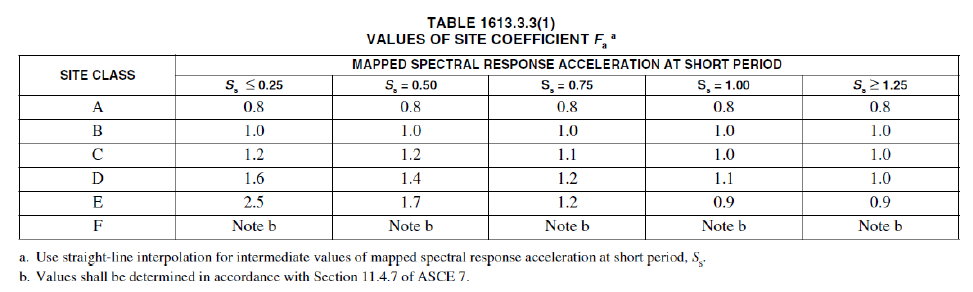 TABLE 1613.3.3(1)
VALUES OF SITE COEFFICIENT Fₐ ᵃ
SITE CLASS
MAPPED SPECTRAL RESPONSE ACCELERATION AT SHORT PERIOD
Sₛ ≤ 0.25 Sₛ = 0.50 Sₛ = 0.75 Sₛ = 1.00 Sₛ ≥ 1.25
A 0.8 0.8 0.8 0.8 0.8
B 1.0 1.0 1.0 1.0 1.0
C 1.2 1.2 1.1 1.0 1.0
D 1.6 1.4 1.2 1.1 1.0
E 2.5 1.7 1.2 0.9 0.9
F Note b Note b Note b Note b Note b
a. Use straight-line interpolation for intermediate values of mapped spectral response acceleration at short period, Sₛ.
b. Values shall be determined in accordance with Section 11.4.7 of ASCE 7.